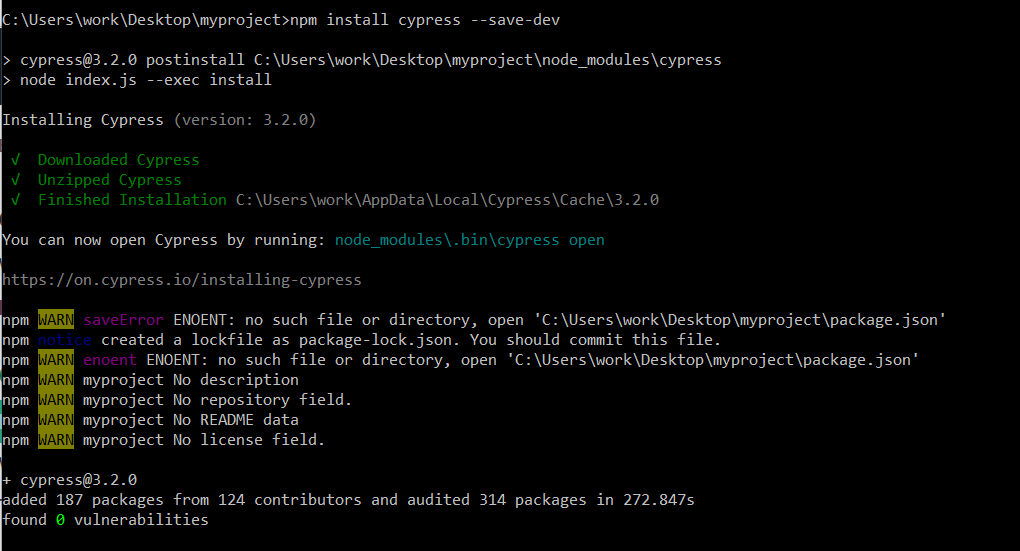 C:\Users\work\Desktop\myproject>npm install cypress --save-dev
> cypress@3.2.0 postinstall C:\Users\work\Desktop\myproject\node_modules\cypress
> node index.js --exec install
Installing Cypress (version: 3.2.0)
√ Downloaded Cypress
√ Unzipped Cypress
√ Finished Installation C:\Users\work\AppData\Local\Cypress\Cache\3.2.0
You can now open Cypress by running: node_modules\.bin\cypress open
https://on.cypress.io/installing-cypress
npm WARN saveError ENOENT: no such file or directory, open 'C:\Users\work\Desktop\myproject\package.json'
npm notice created a lockfile as package-lock.json. You should commit this file.
npm WARN enoent ENOENT: no such file or directory, open 'C:\Users\work\Desktop\myproject\package.json'
npm WARN myproject No description
npm WARN myproject No repository field.
npm WARN myproject No README data
npm WARN myproject No license field.
+ cypress@3.2.0
added 187 packages from 124 contributors and audited 314 packages in 272.847s
found 0 vulnerabilities